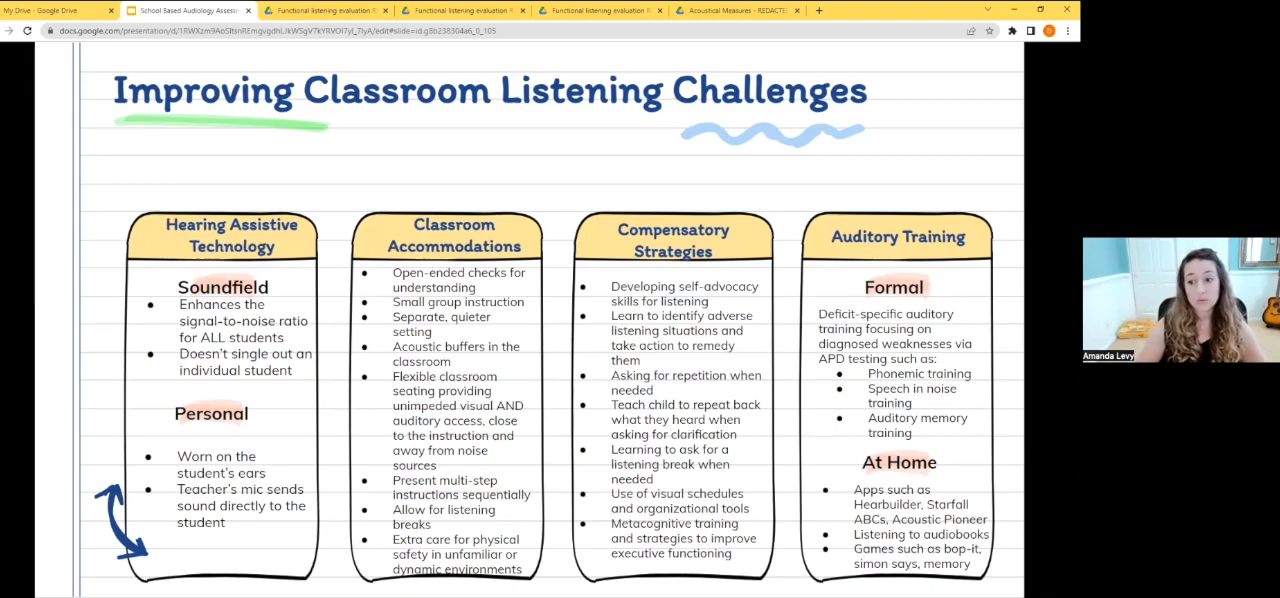 My Drive - Google Drive
School Based Audiology Assess
Functional listening evaluation R
Functional listening evaluation R
Functional listening evaluation R
Acoustical Measures - REDACTE
Improving Classroom Listening Challenges
Hearing Assistive
Technology
Soundfield
Enhances the
signal-to-noise ratio
for ALL students
Doesn't single out an
individual student
Personal
Worn on the
student's ears
Teacher's mic sends
sound directly to the
student
Classroom
Accommodations
Open-ended checks for
understanding
Small group instruction
Separate, quieter
setting
Acoustic buffers in the
classroom
Flexible classroom
seating providing
unimpeded visual AND
auditory access, close
to the instruction and
away from noise
sources
Present multi-step
instructions sequentially
Allow for listening
breaks
Extra care for physical
safety in unfamiliar or
dynamic environments
Compensatory
Strategies
Developing self-advocacy
skills for listening
Learn to identify adverse
listening situations and
take action to remedy
them
Asking for repetition when
needed
Teach child to repeat back
what they heard when
asking for clarification
Learning to ask for a
listening break when
needed
Use of visual schedules
and organizational tools
Metacognitive training
and strategies to improve
executive functioning
Auditory Training
Formal
Deficit-specific auditory
training focusing on
diagnosed weaknesses via
APD testing such as:
Phonemic training
Speech in noise
training
Auditory memory
training
At Home
Apps such as
Hearbuilder, Starfall
ABCs, Acoustic Pioneer
Listening to audiobooks
Games such as bop-it,
simon says, memory
Amanda Levy